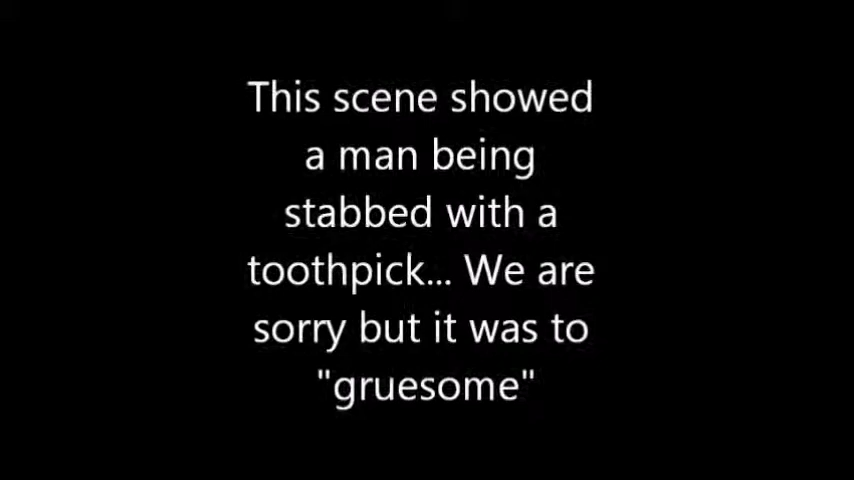 This scene showed
a man being
stabbed with a
toothpick... We are
sorry but it was to
"gruesome"